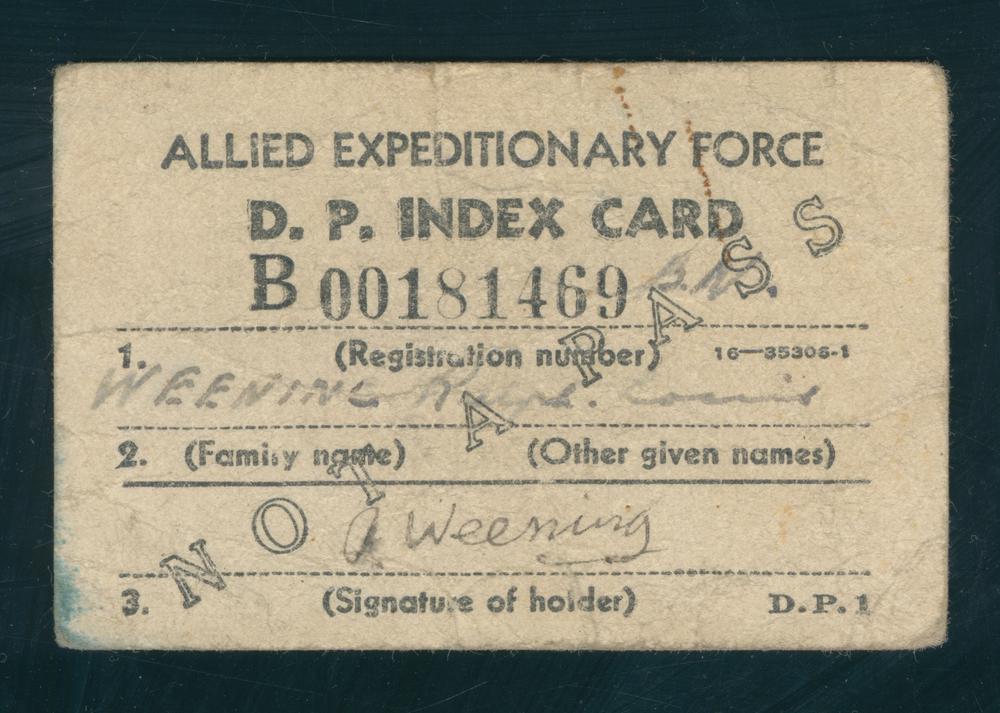 ALLIED EXPEDITIONARY FORCE
D. P. INDEX CARD
B 00181469
1. (Registration number) 16—35306-1
WEENING Louis
2. (Family name) (Other given names)
Weening
3. (Signature of holder) D.P. 1
NOT A PASS